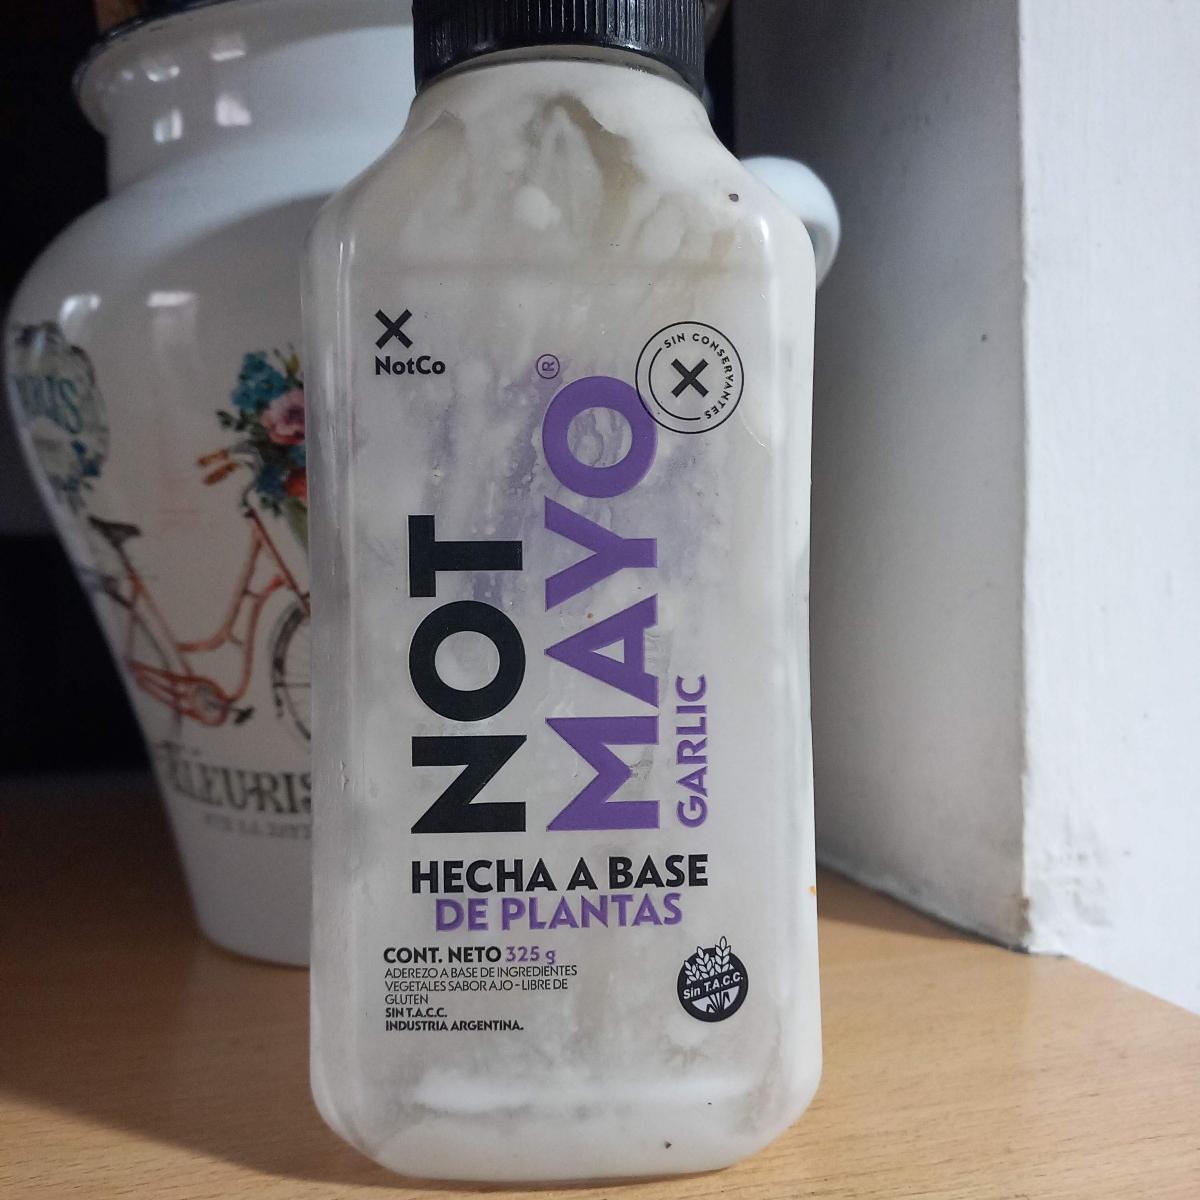 NotCo
SIN CONSERVANTES
NOT
MAYO®
GARLIC
HECHA A BASE
DE PLANTAS
CONT. NETO 325 g
ADEREZO A BASE DE INGREDIENTES
VEGETALES SABOR AJO - LIBRE DE
GLUTEN
SIN T.A.C.C.
INDUSTRIA ARGENTINA.
Sin T.A.C.C.